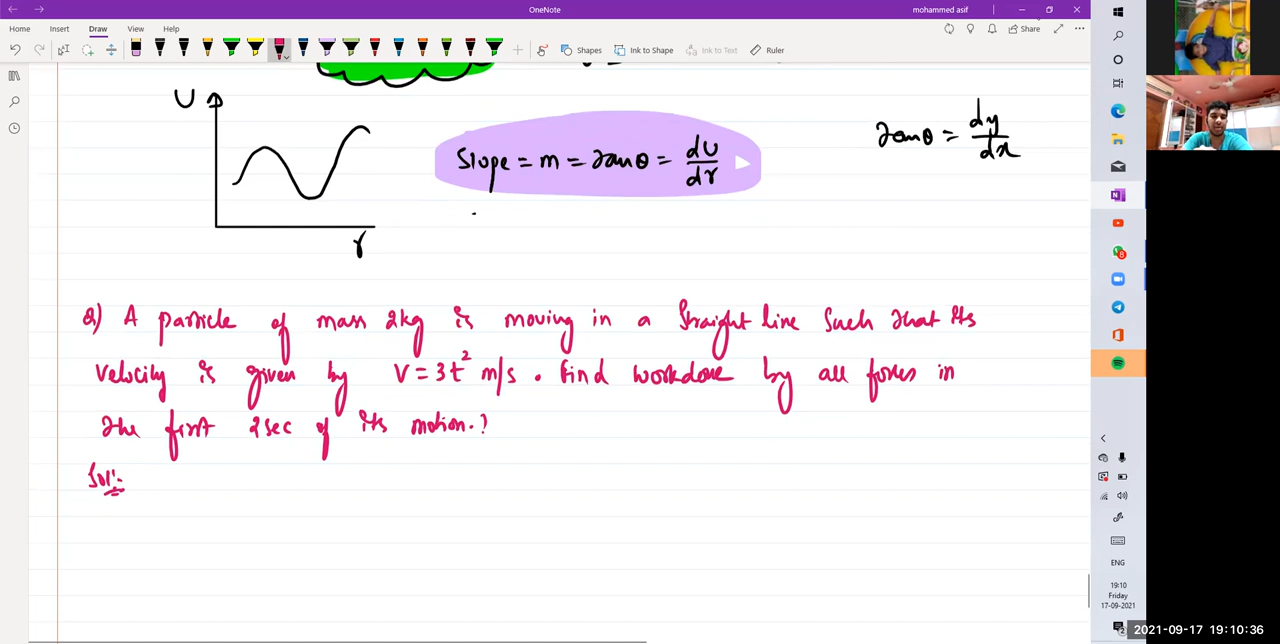 OneNote
mohammed asif
Home Insert Draw View Help
Share
Shapes Ink to Shape Ink to Text Ruler
U
r
Slope = m = tanθ = dU/dr
tanθ = dy/dx
Q) A particle of mass 2kg is moving in a straight line such that its
velocity is given by V = 3t² m/s. Find workdone by all forces in
the first 2sec of its motion.?
Sol:
8
ENG
19:10
Friday
17-09-2021
2021-09-17 19:10:36